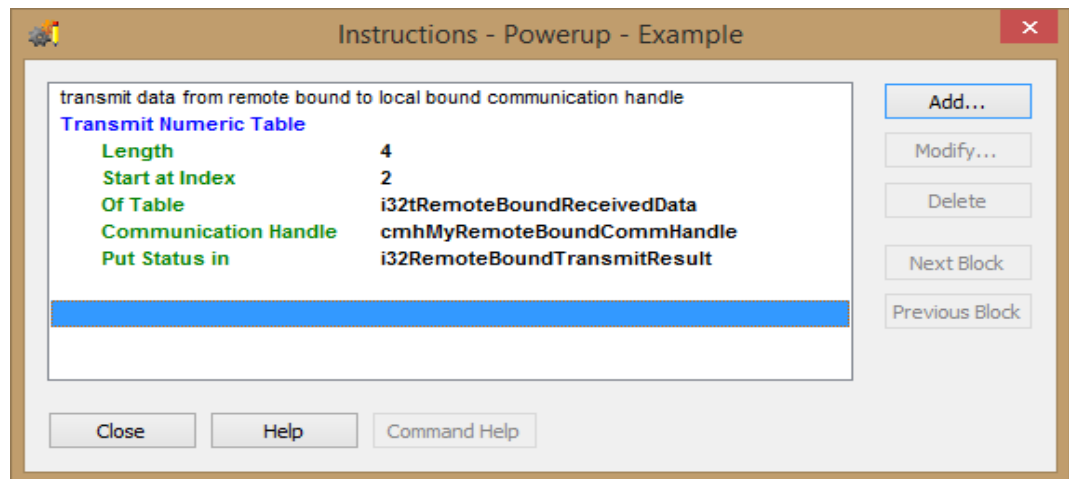 Instructions - Powerup - Example
transmit data from remote bound to local bound communication handle
Transmit Numeric Table
Length 4
Start at Index 2
Of Table i32tRemoteBoundReceivedData
Communication Handle cmhMyRemoteBoundCommHandle
Put Status in i32RemoteBoundTransmitResult
Add...
Modify...
Delete
Next Block
Previous Block
Close Help Command Help